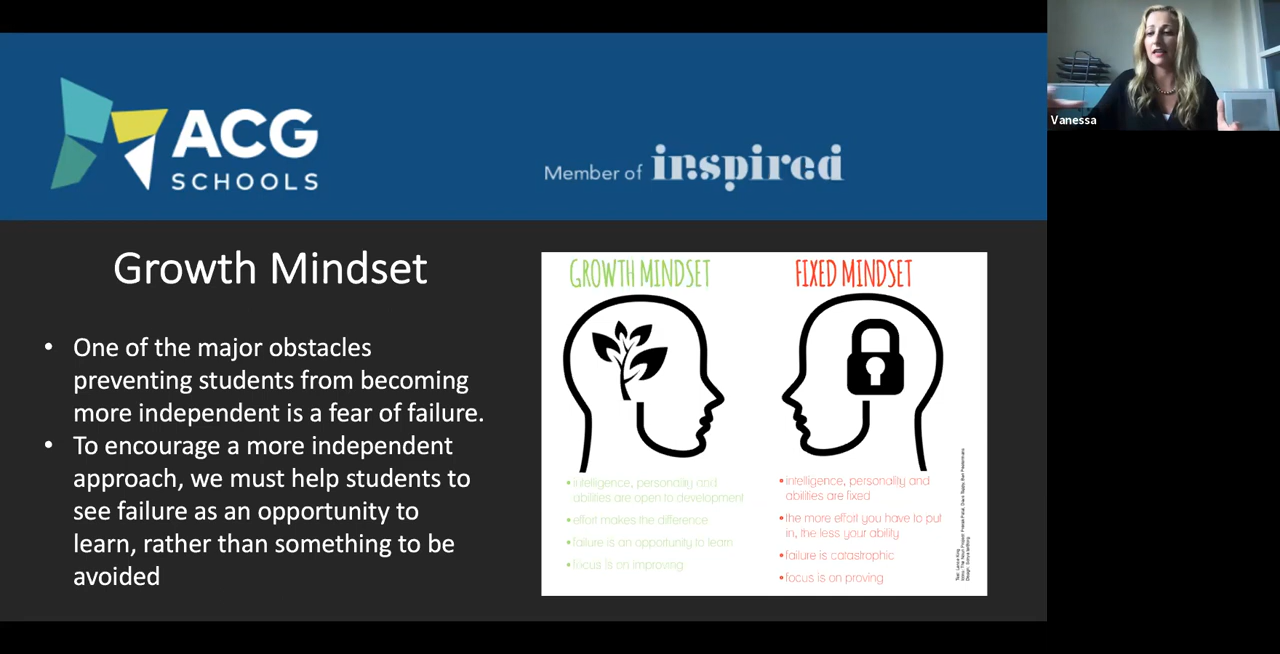 ACG
SCHOOLS
Member of inspired
Vanessa
Growth Mindset
• One of the major obstacles
preventing students from becoming
more independent is a fear of failure.
• To encourage a more independent
approach, we must help students to
see failure as an opportunity to
learn, rather than something to be
avoided
GROWTH MINDSET
• intelligence, personality and
abilities are open to development
• effort makes the difference
• failure is an opportunity to learn
• focus is on improving
FIXED MINDSET
• intelligence, personality and
abilities are fixed
• the more effort you have to put
in, the less your ability
• failure is catastrophic
• focus is on proving